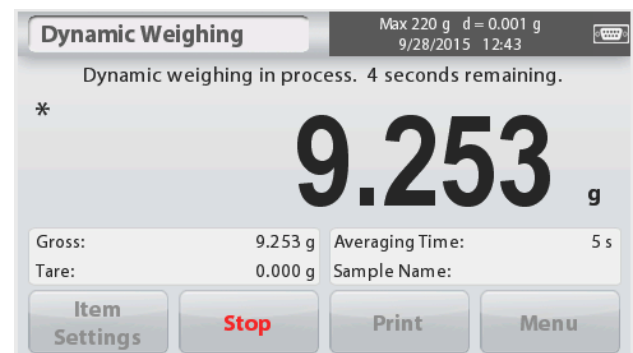 Dynamic Weighing
Max 220 g d = 0.001 g
9/28/2015 12:43
Dynamic weighing in process. 4 seconds remaining.
*
9.253 g
Gross: 9.253 g
Tare: 0.000 g
Averaging Time: 5 s
Sample Name:
Item
Settings
Stop
Print
Menu